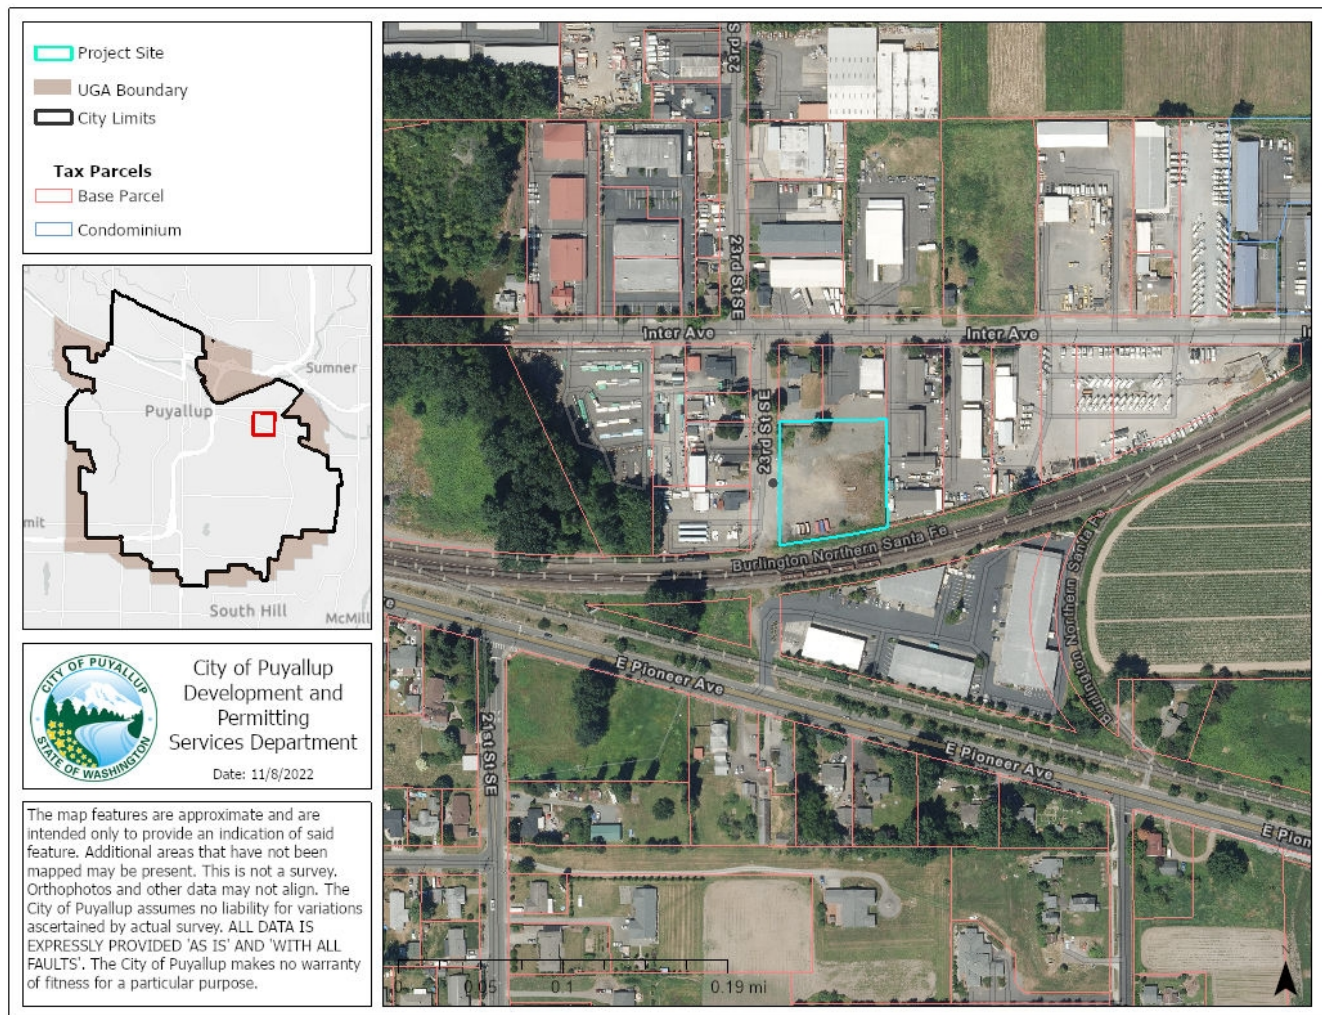 Project Site
UGA Boundary
City Limits
Tax Parcels
Base Parcel
Condominium
Sumner
Puyallup
mit
South Hill
McMill
CITY OF PUYALLUP
STATE OF WASHINGTON
City of Puyallup
Development and
Permitting
Services Department
Date: 11/8/2022
The map features are approximate and are
intended only to provide an indication of said
feature. Additional areas that have not been
mapped may be present. This is not a survey.
Orthophotos and other data may not align. The
City of Puyallup assumes no liability for variations
ascertained by actual survey. ALL DATA IS
EXPRESSLY PROVIDED 'AS IS' AND 'WITH ALL
FAULTS'. The City of Puyallup makes no warranty
of fitness for a particular purpose.
23rd S
23rd St SE
Inter Ave
Inter Ave
23rd St SE
Burlington Northern Santa Fe
Burlington Northern Santa Fe
E Pioneer Ave
21st St SE
E Pioneer Ave
E Pion
0 0.05 0.1 0.19 mi